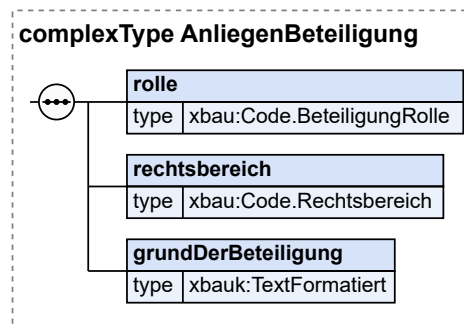 complexType AnliegenBeteiligung
rolle
type xbau:Code.BeteiligungRolle
rechtsbereich
type xbau:Code.Rechtsbereich
grundDerBeteiligung
type xbauk:TextFormatiert